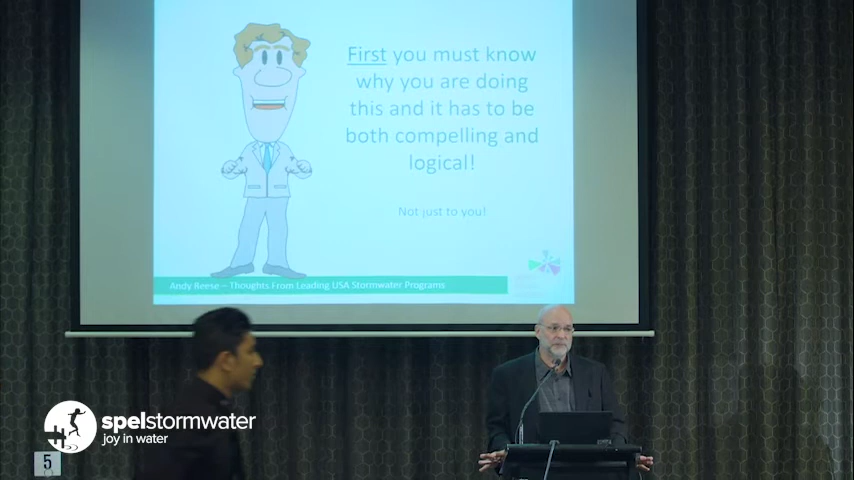 First you must know
why you are doing
this and it has to be
both compelling and
logical!
Not just to you!
Andy Reese – Thoughts From Leading USA Stormwater Programs
spelstormwater
joy in water
5